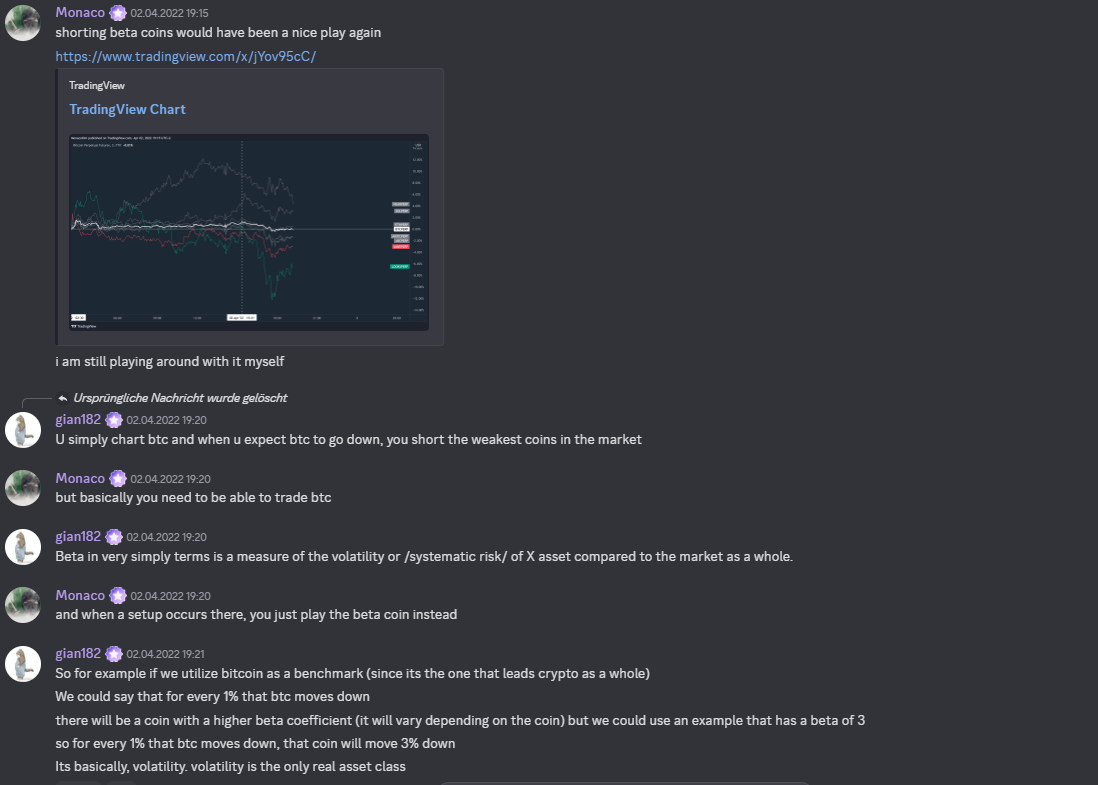 Monaco 02.04.2022 19:15
shorting beta coins would have been a nice play again
https://www.tradingview.com/x/jYov95cC/
TradingView
TradingView Chart
TradingView
i am still playing around with it myself
Ursprüngliche Nachricht wurde gelöscht
gian182 02.04.2022 19:20
U simply chart btc and when u expect btc to go down, you short the weakest coins in the market
Monaco 02.04.2022 19:20
but basically you need to be able to trade btc
gian182 02.04.2022 19:20
Beta in very simply terms is a measure of the volatility or /systematic risk/ of X asset compared to the market as a whole.
Monaco 02.04.2022 19:20
and when a setup occurs there, you just play the beta coin instead
gian182 02.04.2022 19:21
So for example if we utilize bitcoin as a benchmark (since its the one that leads crypto as a whole)
We could say that for every 1% that btc moves down
there will be a coin with a higher beta coefficient (it will vary depending on the coin) but we could use an example that has a beta of 3
so for every 1% that btc moves down, that coin will move 3% down
Its basically, volatility. volatility is the only real asset class